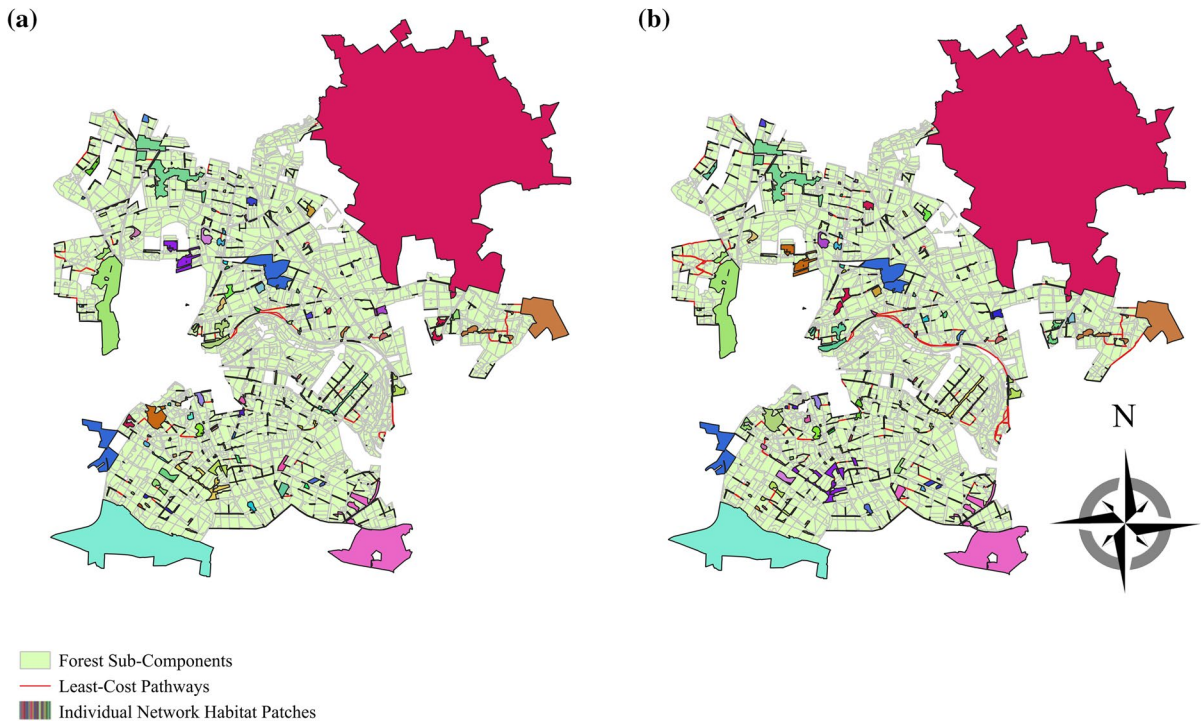 (a)
(b)
N
Forest Sub-Components
Least-Cost Pathways
Individual Network Habitat Patches